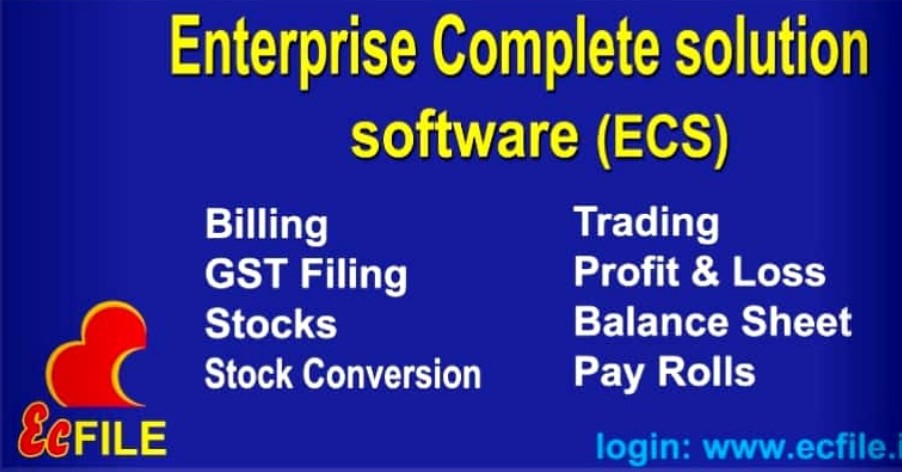 Enterprise Complete solution
software (ECS)
Billing
GST Filing
Stocks
Stock Conversion
Trading
Profit & Loss
Balance Sheet
Pay Rolls
EcFILE
login: www.ecfile.i